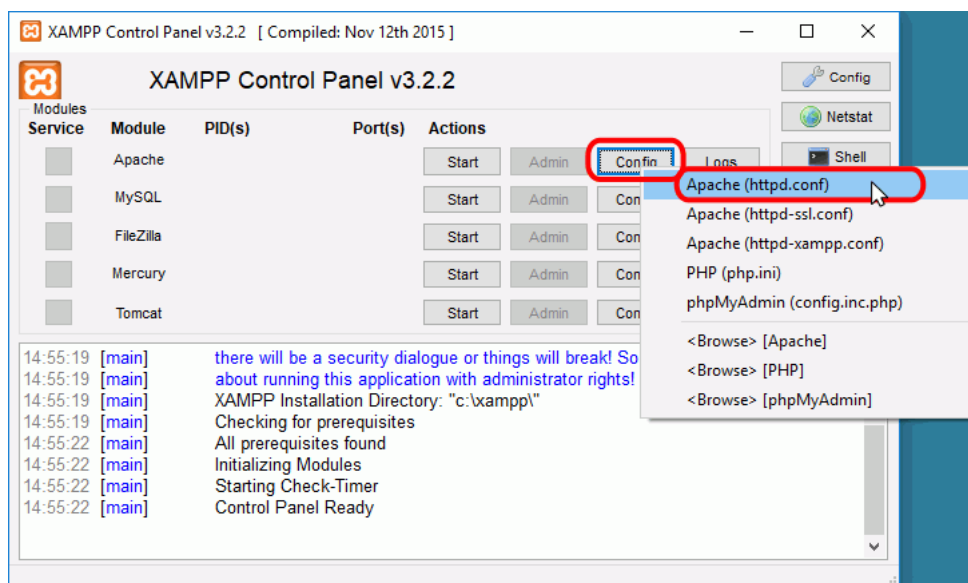 XAMPP Control Panel v3.2.2 [ Compiled: Nov 12th 2015 ]
XAMPP Control Panel v3.2.2
Config
Modules
Netstat
Service Module PID(s) Port(s) Actions
Shell
Apache Start Admin Config Logs
Apache (httpd.conf)
MySQL Start Admin Con
Apache (httpd-ssl.conf)
FileZilla Start Admin Con
Apache (httpd-xampp.conf)
Mercury Start Admin Con
PHP (php.ini)
phpMyAdmin (config.inc.php)
Tomcat Start Admin Con
<Browse> [Apache]
<Browse> [PHP]
<Browse> [phpMyAdmin]
14:55:19 [main] there will be a security dialogue or things will break! So
14:55:19 [main] about running this application with administrator rights!
14:55:19 [main] XAMPP Installation Directory: "c:\xampp\"
14:55:19 [main] Checking for prerequisites
14:55:22 [main] All prerequisites found
14:55:22 [main] Initializing Modules
14:55:22 [main] Starting Check-Timer
14:55:22 [main] Control Panel Ready